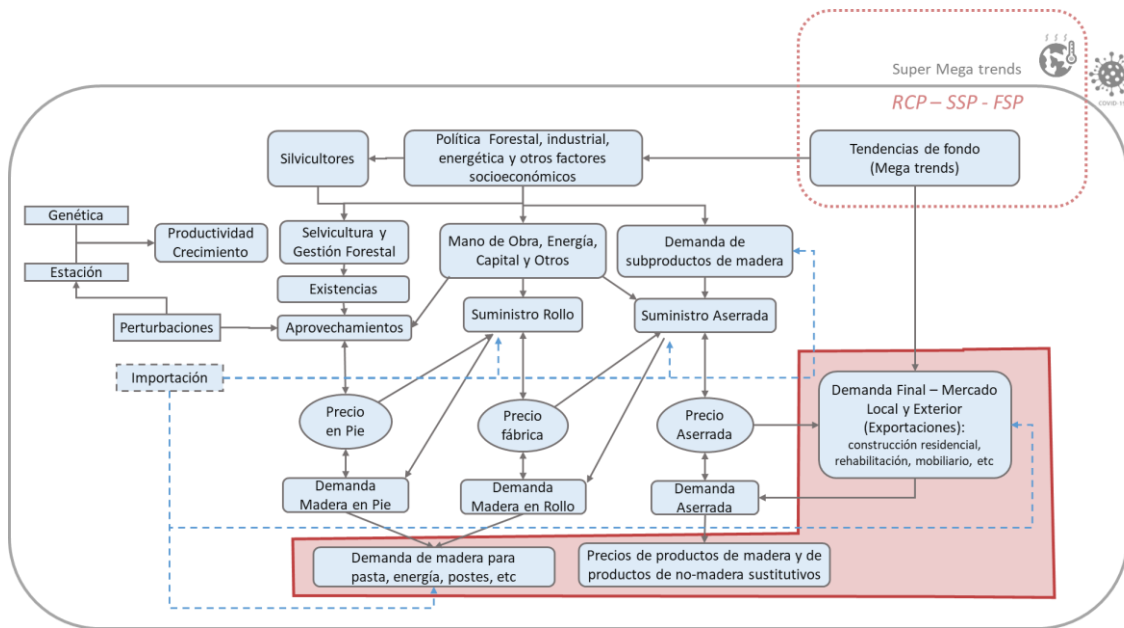 Super Mega trends
COVID-19
RCP – SSP - FSP
Silvicultores
Política Forestal, industrial,
energética y otros factores
socioeconómicos
Tendencias de fondo
(Mega trends)
Genética
Productividad
Crecimiento
Estación
Selvicultura y
Gestión Forestal
Mano de Obra, Energía,
Capital y Otros
Demanda de
subproductos de madera
Existencias
Perturbaciones
Aprovechamientos
Suministro Rollo
Suministro Aserrada
Importación
Precio
en Pie
Precio
fábrica
Precio
Aserrada
Demanda Final – Mercado
Local y Exterior
(Exportaciones):
construcción residencial,
rehabilitación, mobiliario, etc
Demanda
Madera en Pie
Demanda
Madera en Rollo
Demanda
Aserrada
Demanda de madera para
pasta, energía, postes, etc
Precios de productos de madera y de
productos de no-madera sustitutivos